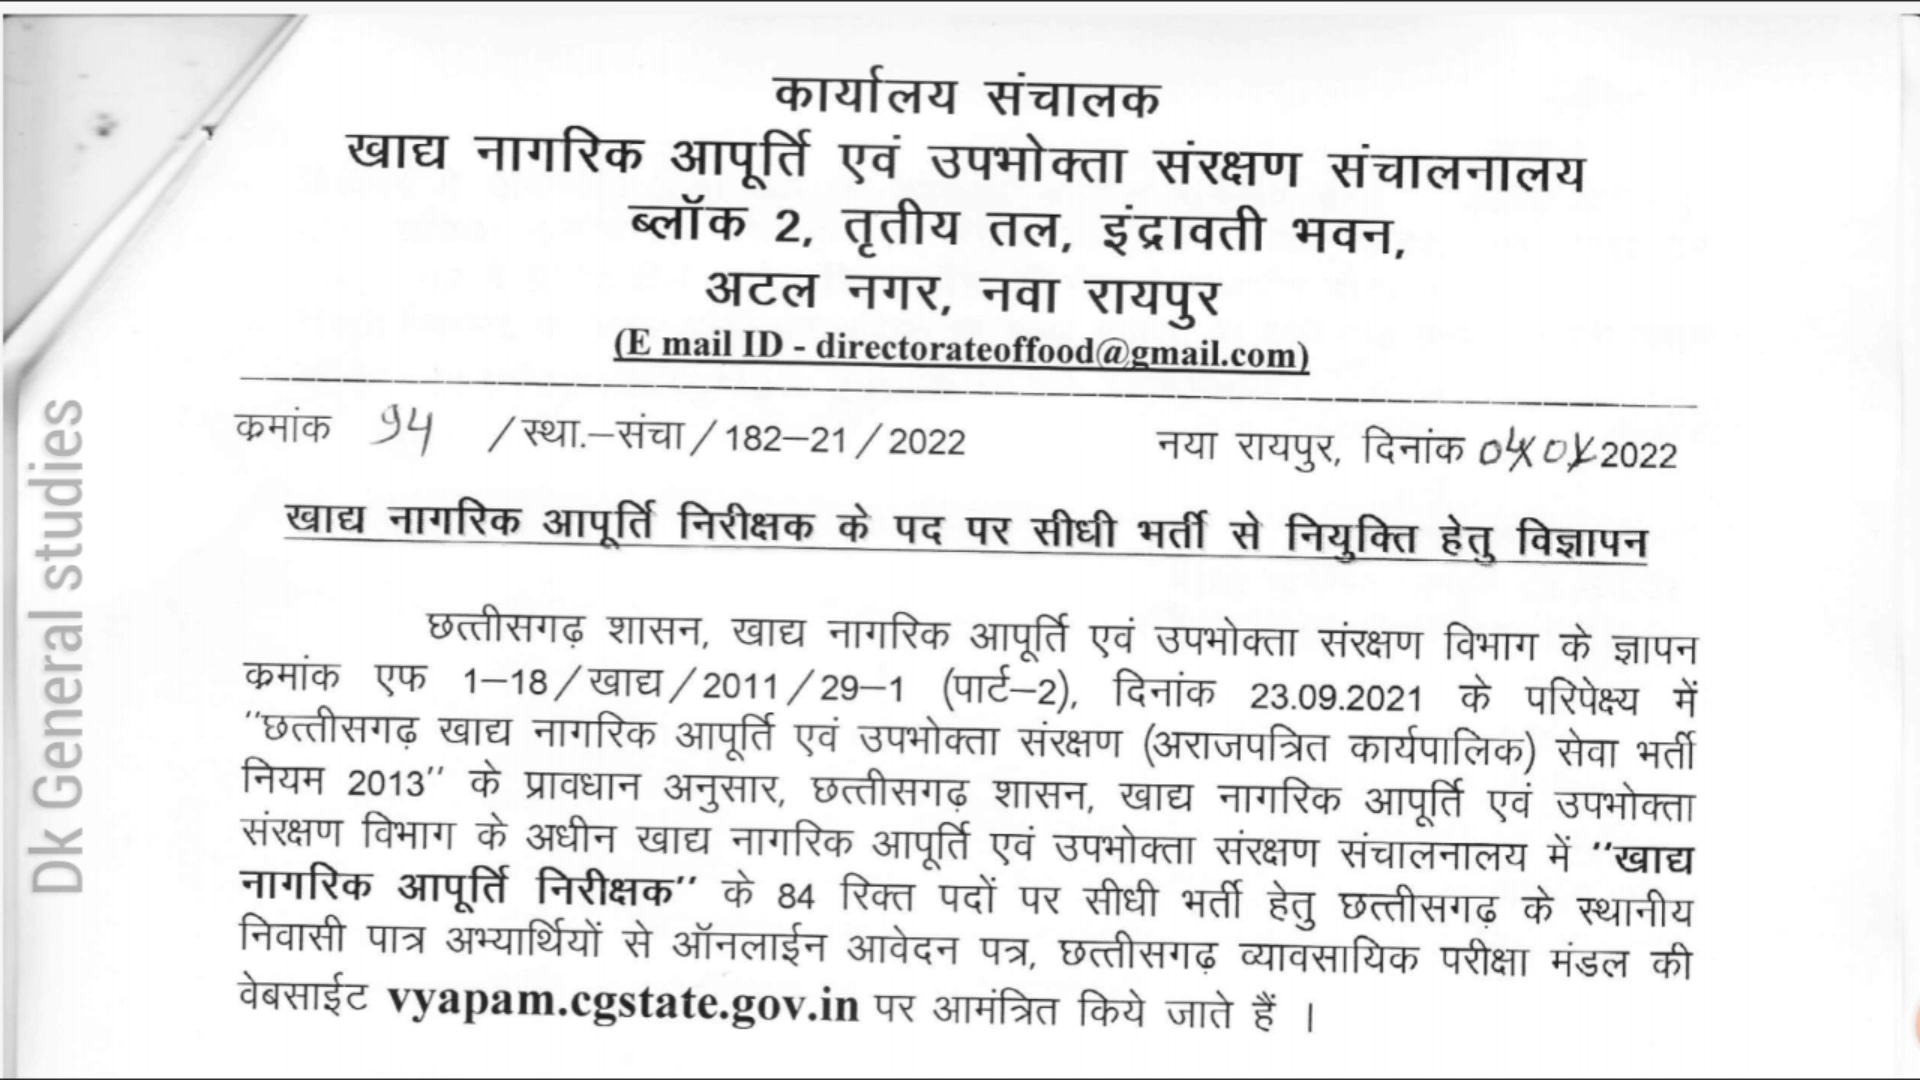 कार्यालय संचालक
खाद्य नागरिक आपूर्ति एवं उपभोक्ता संरक्षण संचालनालय
ब्लॉक 2, तृतीय तल, इंद्रावती भवन,
अटल नगर, नवा रायपुर
(E mail ID - directorateoffood@gmail.com)
क्रमांक 94 /स्था.–संचा/182–21/2022 नया रायपुर, दिनांक 04/01/2022
खाद्य नागरिक आपूर्ति निरीक्षक के पद पर सीधी भर्ती से नियुक्ति हेतु विज्ञापन
छत्तीसगढ़ शासन, खाद्य नागरिक आपूर्ति एवं उपभोक्ता संरक्षण विभाग के ज्ञापन
क्रमांक एफ 1–18/खाद्य/2011/29–1 (पार्ट–2), दिनांक 23.09.2021 के परिपेक्ष्य में
''छत्तीसगढ़ खाद्य नागरिक आपूर्ति एवं उपभोक्ता संरक्षण (अराजपत्रित कार्यपालिक) सेवा भर्ती
नियम 2013'' के प्रावधान अनुसार, छत्तीसगढ़ शासन, खाद्य नागरिक आपूर्ति एवं उपभोक्ता
संरक्षण विभाग के अधीन खाद्य नागरिक आपूर्ति एवं उपभोक्ता संरक्षण संचालनालय में ''खाद्य
नागरिक आपूर्ति निरीक्षक'' के 84 रिक्त पदों पर सीधी भर्ती हेतु छत्तीसगढ़ के स्थानीय
निवासी पात्र अभ्यार्थियों से ऑनलाईन आवेदन पत्र, छत्तीसगढ़ व्यावसायिक परीक्षा मंडल की
वेबसाईट vyapam.cgstate.gov.in पर आमंत्रित किये जाते हैं ।
Dk General studies